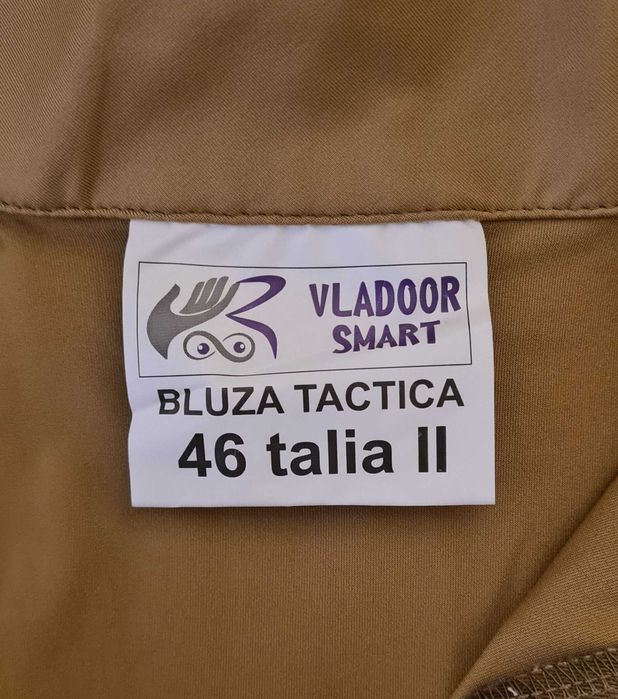 VLADOOR
SMART
BLUZA TACTICA
46 talia II